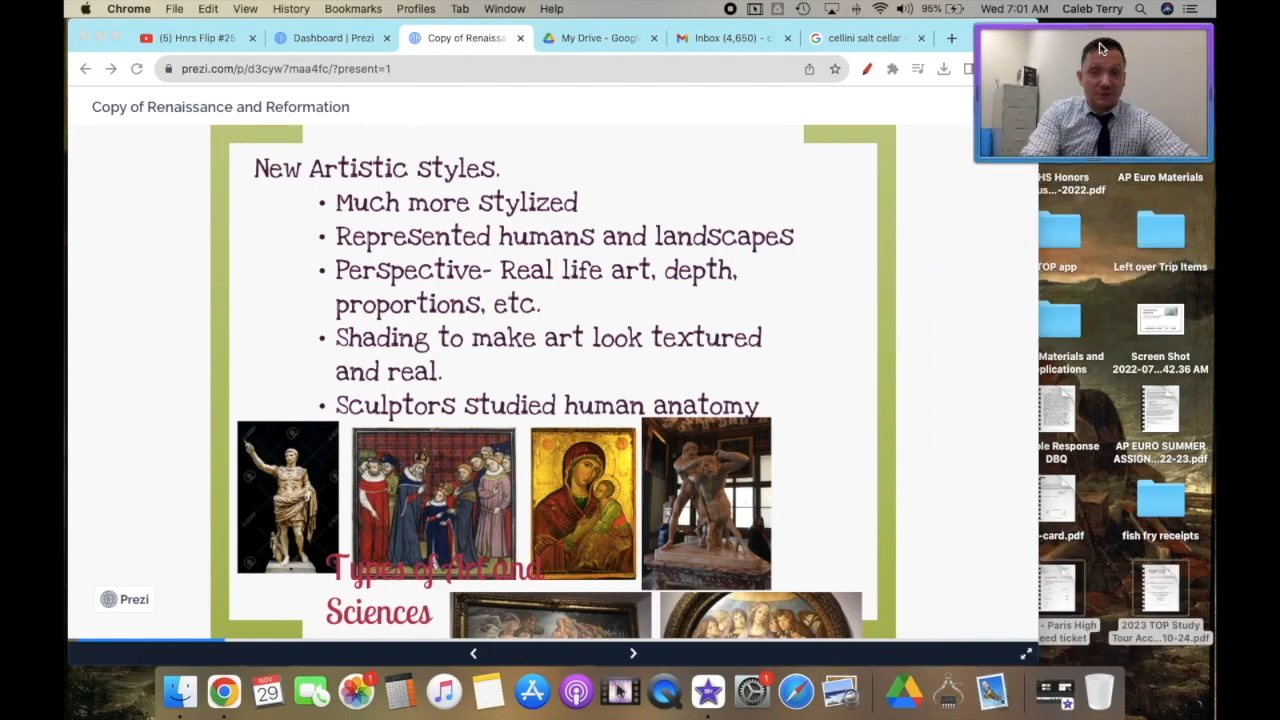 Chrome File Edit View History Bookmarks Profiles Tab Window Help 95% Wed 7:01 AM Caleb Terry
(5) Hnrs Flip #25 Dashboard | Prezi Copy of Renaissa My Drive - Google Inbox (4,650) - c cellini salt cellar -
prezi.com/p/d3cyw7maa4fc/?present=1
Copy of Renaissance and Reformation
New Artistic styles.
• Much more stylized
• Represented humans and landscapes
• Perspective- Real life art, depth,
proportions, etc.
• Shading to make art look textured
and real.
• Sculptors studied human anatomy
Types of Art and
Sciences
Prezi
HS Honors
us...-2022.pdf
AP Euro Materials
TOP app
Left over Trip Items
Materials and
plications
Screen Shot
2022-07...42.36 AM
ple Response
DBQ
AP EURO SUMMER
ASSIGN...22-23.pdf
-card.pdf
fish fry receipts
- Paris High
eed ticket
2023 TOP Study
Tour Acc...10-24.pdf
NOV
29
1
1